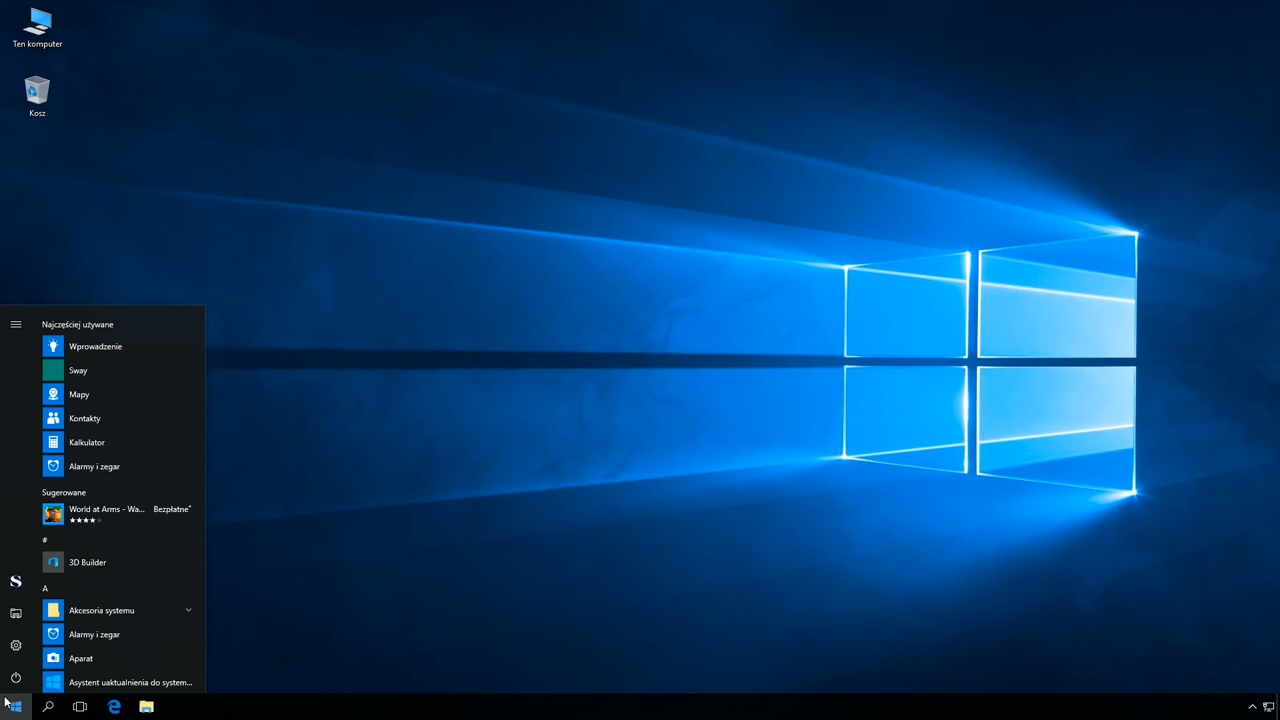 Ten komputer
Kosz
Najczęściej używane
Wprowadzenie
Sway
Mapy
Kontakty
Kalkulator
Alarmy i zegar
Sugerowane
World at Arms - Wa... Bezpłatne*
#
3D Builder
A
Akcesoria systemu
Alarmy i zegar
Aparat
Asystent uaktualnienia do system...